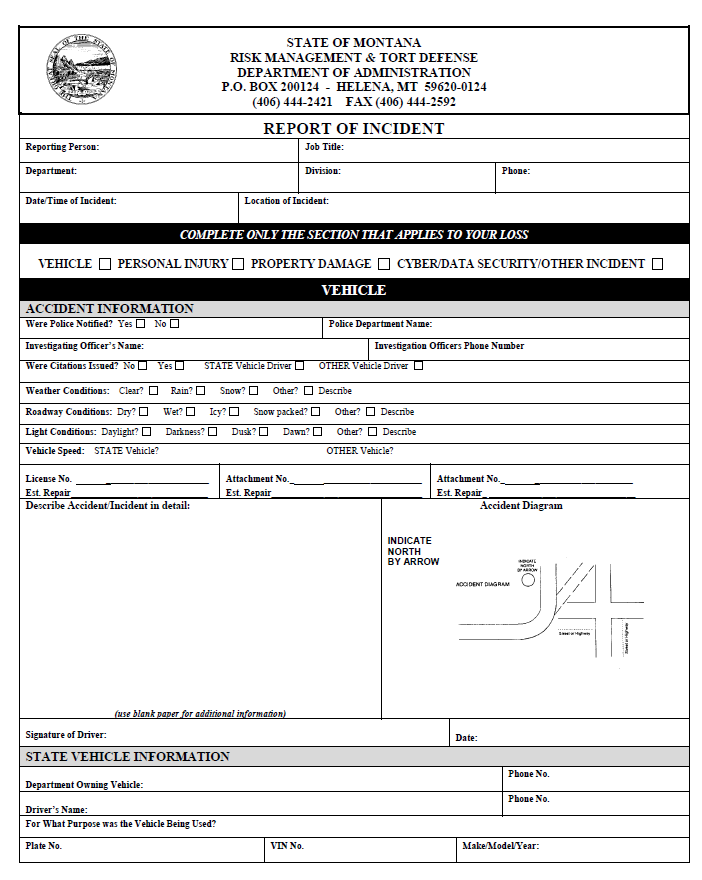 STATE OF MONTANA
RISK MANAGEMENT & TORT DEFENSE
DEPARTMENT OF ADMINISTRATION
P.O. BOX 200124 - HELENA, MT 59620-0124
(406) 444-2421 FAX (406) 444-2592
REPORT OF INCIDENT
Reporting Person: Job Title:
Department: Division: Phone:
Date/Time of Incident: Location of Incident:
COMPLETE ONLY THE SECTION THAT APPLIES TO YOUR LOSS
VEHICLE PERSONAL INJURY PROPERTY DAMAGE CYBER/DATA SECURITY/OTHER INCIDENT
VEHICLE
ACCIDENT INFORMATION
Were Police Notified? Yes No Police Department Name:
Investigating Officer's Name: Investigation Officers Phone Number
Were Citations Issued? No Yes STATE Vehicle Driver OTHER Vehicle Driver
Weather Conditions: Clear? Rain? Snow? Other? Describe
Roadway Conditions: Dry? Wet? Icy? Snow packed? Other? Describe
Light Conditions: Daylight? Darkness? Dusk? Dawn? Other? Describe
Vehicle Speed: STATE Vehicle? OTHER Vehicle?
License No. Attachment No. Attachment No.
Est. Repair Est. Repair Est. Repair
Describe Accident/Incident in detail: Accident Diagram
INDICATE
NORTH
BY ARROW
INDICATE
NORTH
BY ARROW
ACCIDENT DIAGRAM
Street or Highway
Street or Highway
(use blank paper for additional information)
Signature of Driver: Date:
STATE VEHICLE INFORMATION
Department Owning Vehicle: Phone No.
Driver's Name: Phone No.
For What Purpose was the Vehicle Being Used?
Plate No. VIN No. Make/Model/Year: